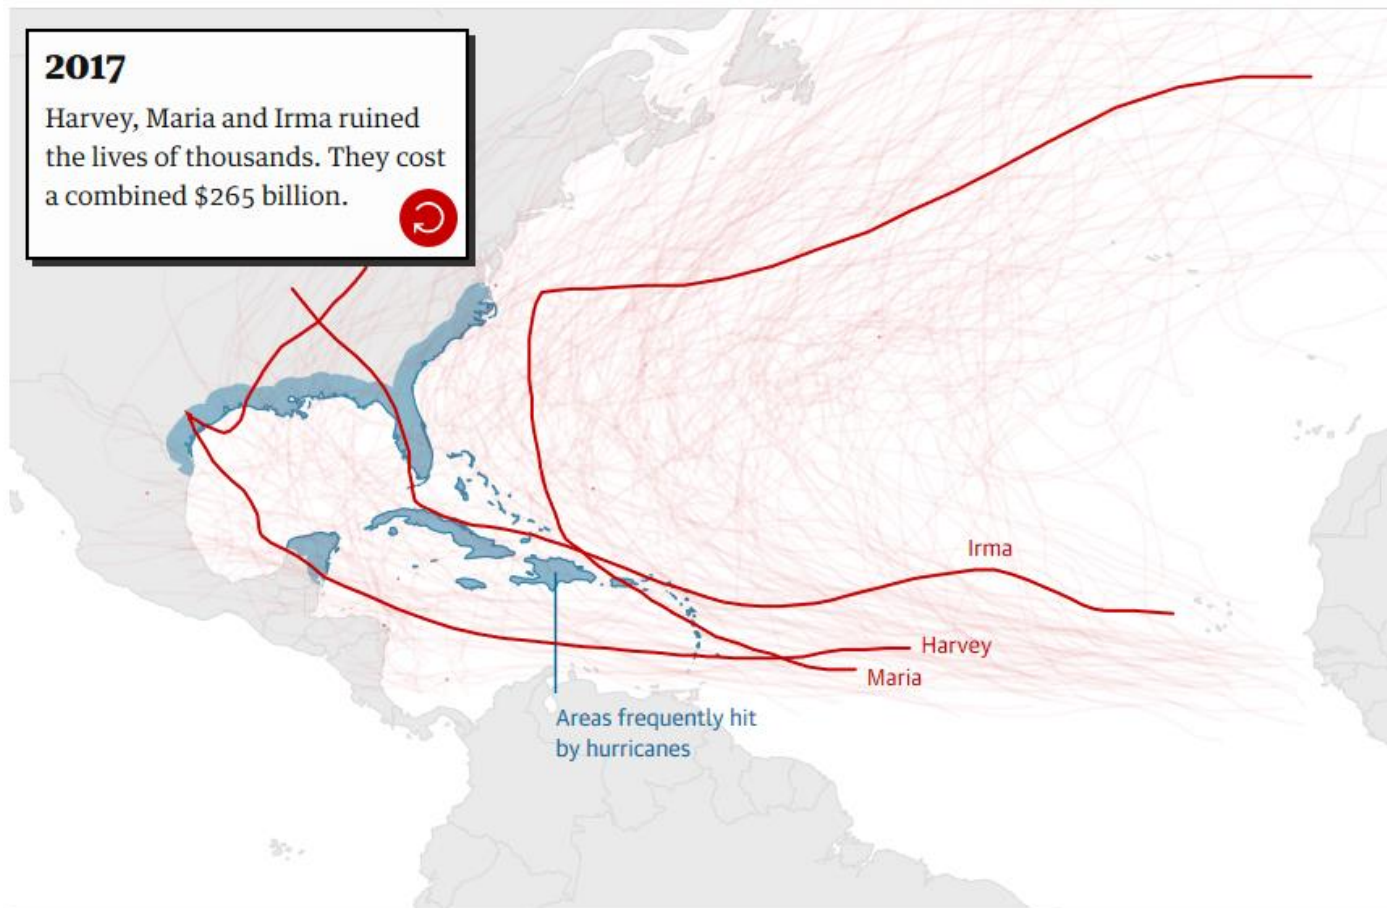 2017
Harvey, Maria and Irma ruined
the lives of thousands. They cost
a combined $265 billion.
Irma
Harvey
Maria
Areas frequently hit
by hurricanes